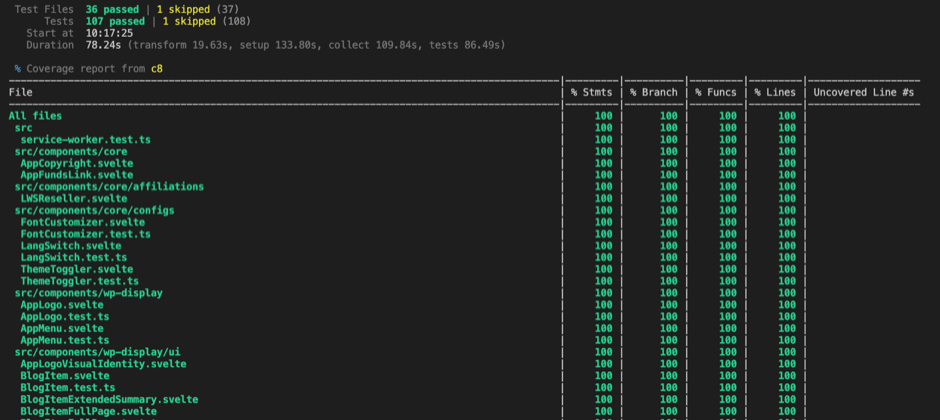 Test Files 36 passed | 1 skipped (37)
Tests 107 passed | 1 skipped (108)
Start at 10:17:25
Duration 78.24s (transform 19.63s, setup 133.80s, collect 109.84s, tests 86.49s)
% Coverage report from c8
File | % Stmts | % Branch | % Funcs | % Lines | Uncovered Line #s
All files | 100 | 100 | 100 | 100 |
src | 100 | 100 | 100 | 100 |
service-worker.test.ts | 100 | 100 | 100 | 100 |
src/components/core | 100 | 100 | 100 | 100 |
AppCopyright.svelte | 100 | 100 | 100 | 100 |
AppFundsLink.svelte | 100 | 100 | 100 | 100 |
src/components/core/affiliations | 100 | 100 | 100 | 100 |
LWSReseller.svelte | 100 | 100 | 100 | 100 |
src/components/core/configs | 100 | 100 | 100 | 100 |
FontCustomizer.svelte | 100 | 100 | 100 | 100 |
FontCustomizer.test.ts | 100 | 100 | 100 | 100 |
LangSwitch.svelte | 100 | 100 | 100 | 100 |
LangSwitch.test.ts | 100 | 100 | 100 | 100 |
ThemeToggler.svelte | 100 | 100 | 100 | 100 |
ThemeToggler.test.ts | 100 | 100 | 100 | 100 |
src/components/wp-display | 100 | 100 | 100 | 100 |
AppLogo.svelte | 100 | 100 | 100 | 100 |
AppLogo.test.ts | 100 | 100 | 100 | 100 |
AppMenu.svelte | 100 | 100 | 100 | 100 |
AppMenu.test.ts | 100 | 100 | 100 | 100 |
src/components/wp-display/ui | 100 | 100 | 100 | 100 |
AppLogoVisualIdentity.svelte | 100 | 100 | 100 | 100 |
BlogItem.svelte | 100 | 100 | 100 | 100 |
BlogItem.test.ts | 100 | 100 | 100 | 100 |
BlogItemExtendedSummary.svelte | 100 | 100 | 100 | 100 |
BlogItemFullPage.svelte | 100 | 100 | 100 | 100 |